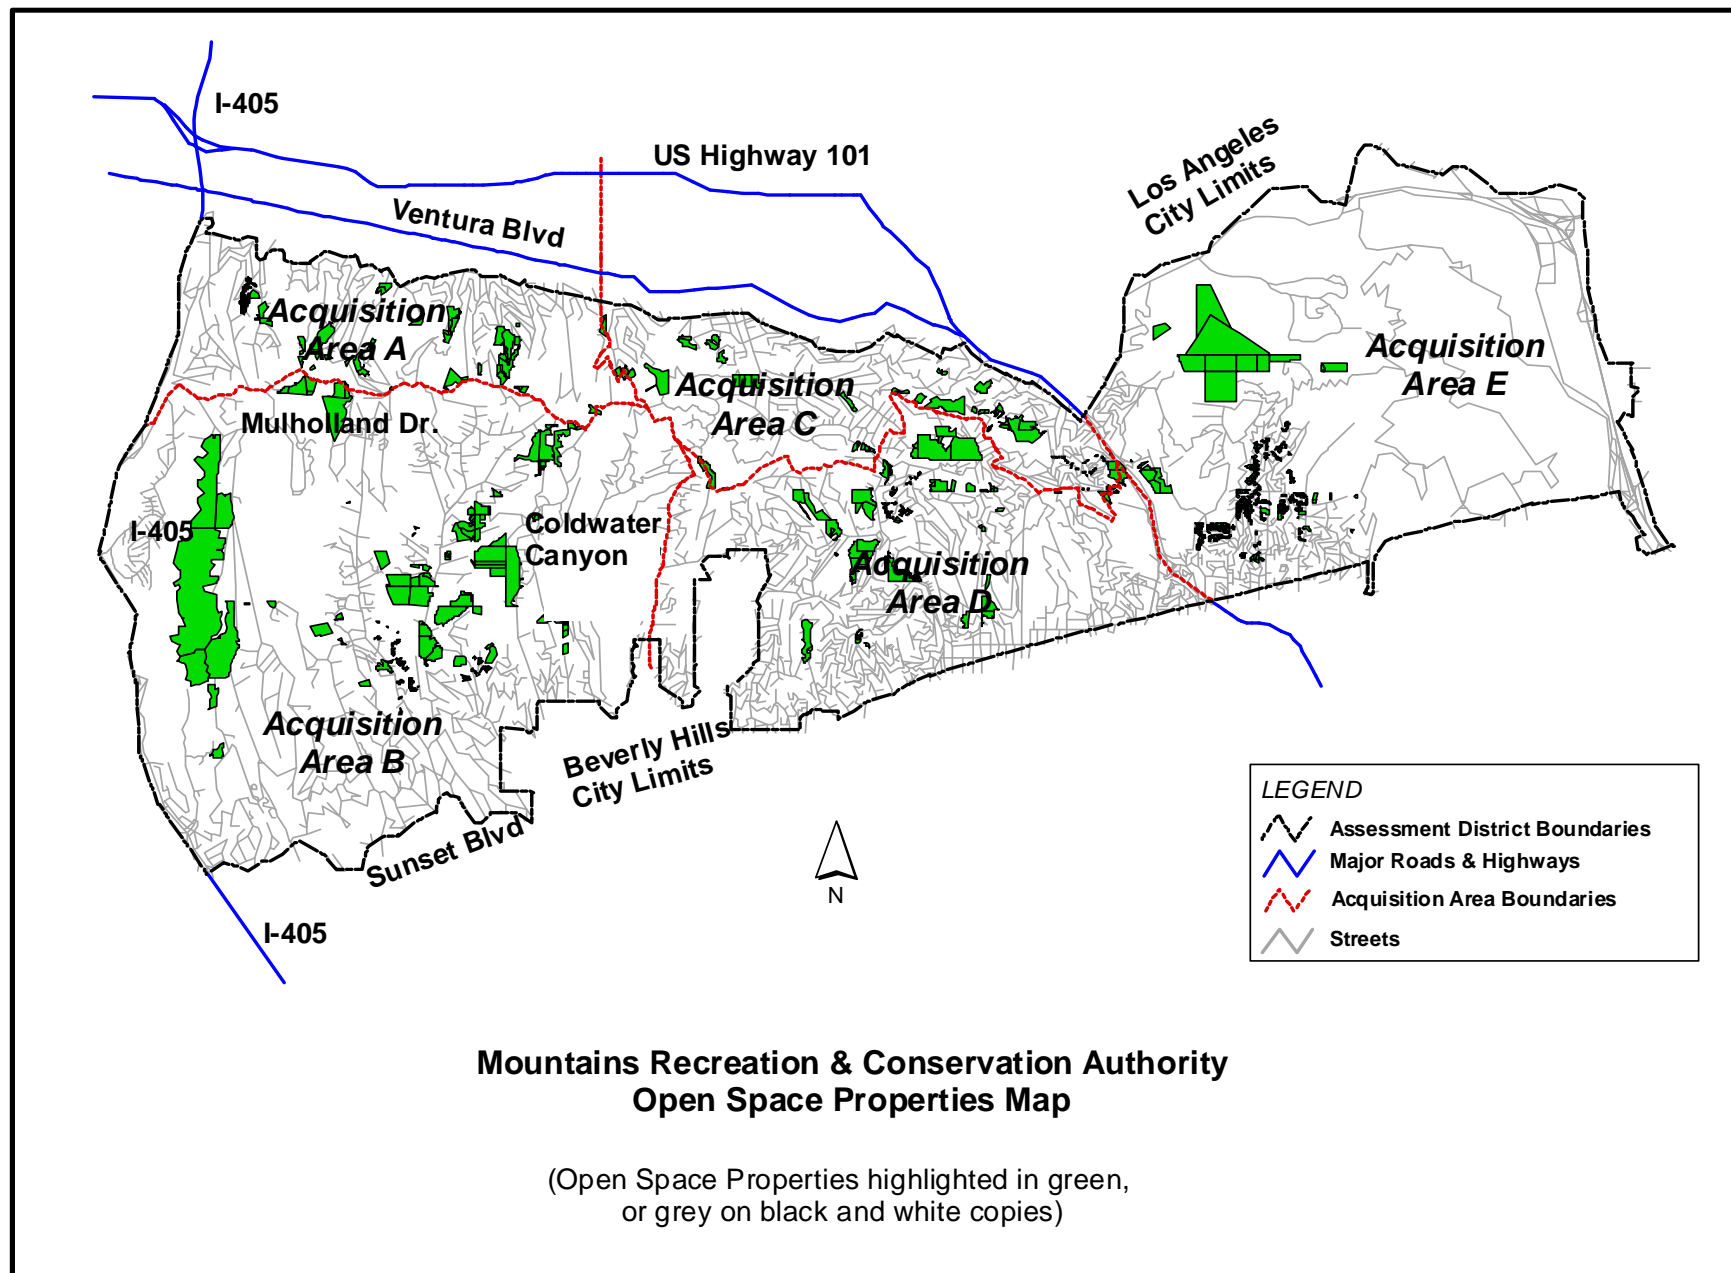 I-405
US Highway 101
Los Angeles
City Limits
Ventura Blvd
Acquisition
Area A
Acquisition
Area E
Acquisition
Area C
Mulholland Dr.
I-405
Coldwater
Canyon
Acquisition
Area D
Acquisition
Area B
Beverly Hills
City Limits
Sunset Blvd
I-405
N
LEGEND
Assessment District Boundaries
Major Roads & Highways
Acquisition Area Boundaries
Streets
Mountains Recreation & Conservation Authority
Open Space Properties Map
(Open Space Properties highlighted in green,
or grey on black and white copies)